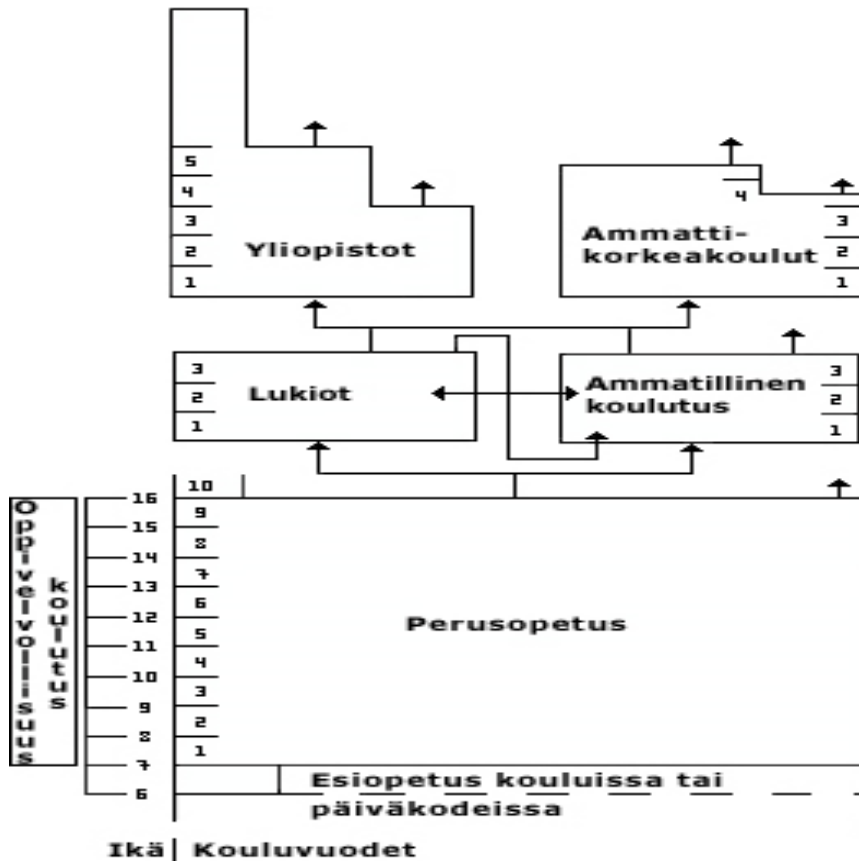 5
4
3
2
1
Yliopistot
4
3
2
1
Ammatti-
korkeakoulut
3
2
1
Lukiot
Ammatillinen
koulutus
3
2
1
Oppivelvollisuus
koulutus
16
15
14
13
12
11
10
9
8
7
6
10
9
8
7
6
5
4
3
2
1
Perusopetus
Esiopetus kouluissa tai
päiväkodeissa
Ikä
Kouluvuodet